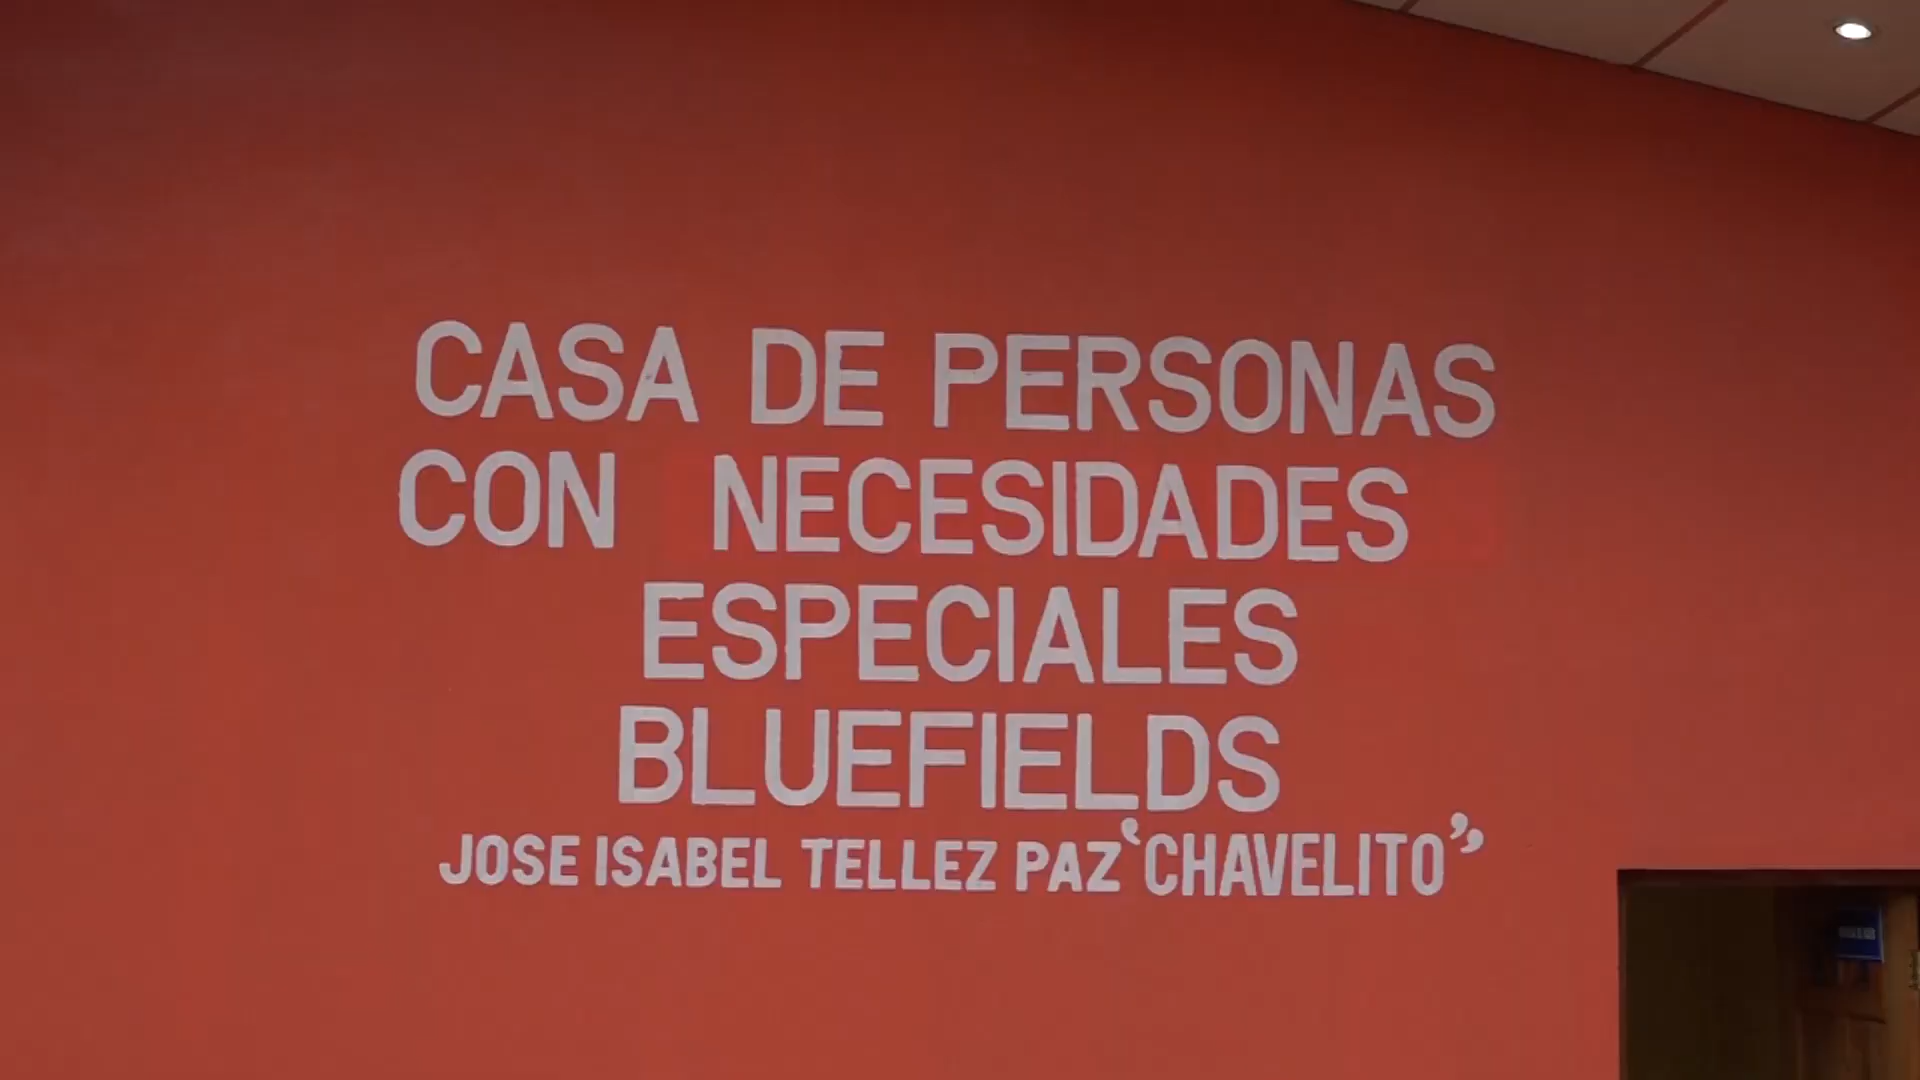 CASA DE PERSONAS
CON NECESIDADES
ESPECIALES
BLUEFIELDS
JOSE ISABEL TELLEZ PAZ ‘CHAVELITO”